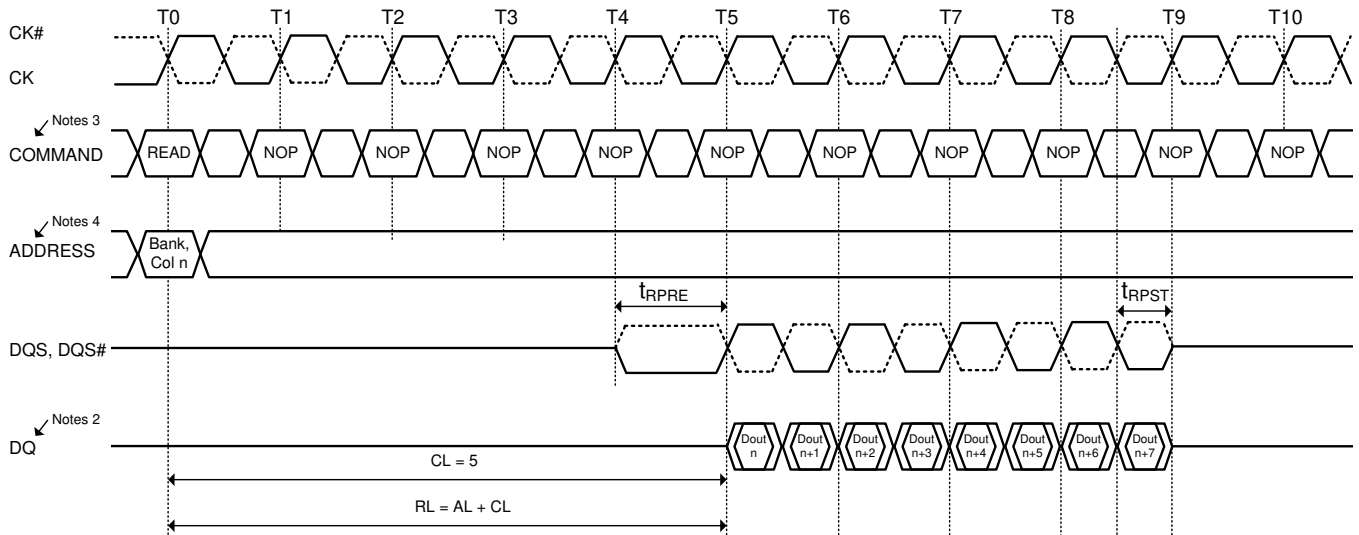 T0 T1 T2 T3 T4 T5 T6 T7 T8 T9 T10
CK#
CK
Notes 3
COMMAND READ NOP NOP NOP NOP NOP NOP NOP NOP NOP NOP
Notes 4
ADDRESS Bank,
Col n
tRPRE tRPST
DQS, DQS#
Notes 2
DQ
Dout
n
Dout
n+1
Dout
n+2
Dout
n+3
Dout
n+4
Dout
n+5
Dout
n+6
Dout
n+7
CL = 5
RL = AL + CL